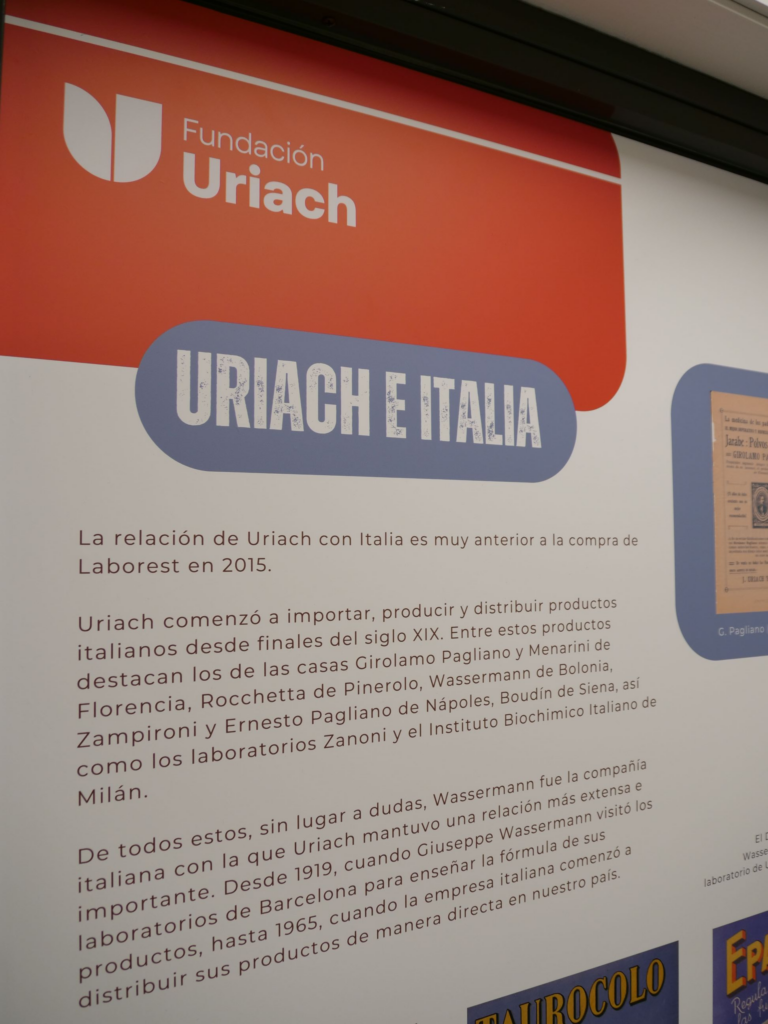 Fundación
Uriach
URIACH E ITALIA
La relación de Uriach con Italia es muy anterior a la compra de
Laborest en 2015.
Uriach comenzó a importar, producir y distribuir productos
italianos desde finales del siglo XIX. Entre estos productos
destacan los de las casas Girolamo Pagliano y Menarini de
Florencia, Rocchetta de Pinerolo, Wassermann de Bolonia,
Zampironi y Ernesto Pagliano de Nápoles, Boudín de Siena, así
como los laboratorios Zanoni y el Instituto Biochimico Italiano de
Milán.
De todos estos, sin lugar a dudas, Wassermann fue la compañía
italiana con la que Uriach mantuvo una relación más extensa e
importante. Desde 1919, cuando Giuseppe Wassermann visitó los
laboratorios de Barcelona para enseñar la fórmula de sus
productos, hasta 1965, cuando la empresa italiana comenzó a
distribuir sus productos de manera directa en nuestro país.
Jarabe
GIROLAMO
G. Pagliano
El
laboratorio de
TAUROCOLO